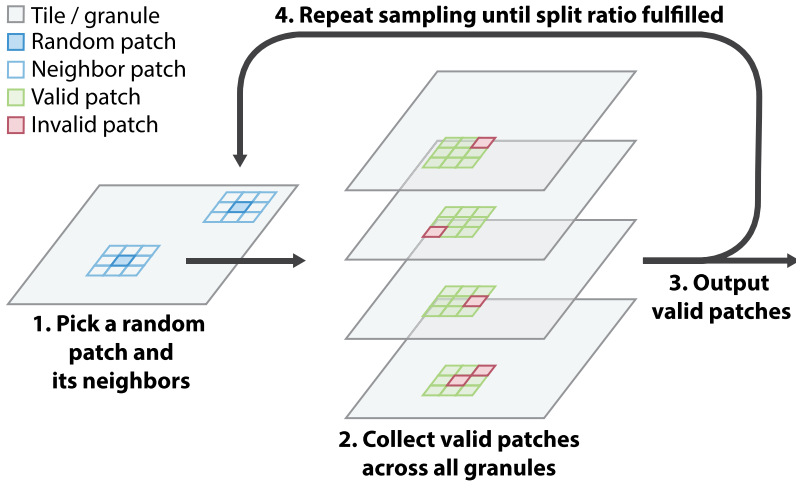 4. Repeat sampling until split ratio fulfilled
Tile / granule
Random patch
Neighbor patch
Valid patch
Invalid patch
1. Pick a random
patch and
its neighbors
2. Collect valid patches
across all granules
3. Output
valid patches